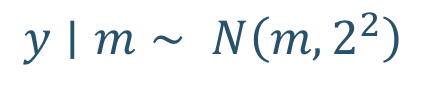 y | m ~ N(m, 2²)